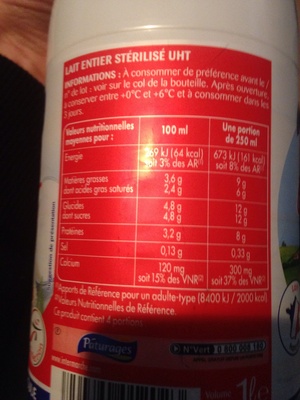 LAIT ENTIER STÉRILISÉ UHT
INFORMATIONS : À consommer de préférence avant le /
n° de lot : voir sur le col de la bouteille. Après ouverture,
à conserver entre +0°C et +6°C et à consommer dans les
3 jours.
Valeurs nutritionnelles moyennes pour : 100 ml Une portion de 250 ml
Energie 269 kJ (64 kcal) soit 3% des AR 673 kJ (161 kcal) soit 8% des AR
Matières grasses 3,6 g 9 g
dont acides gras saturés 2,4 g 6 g
Glucides 4,8 g 12 g
dont sucres 4,8 g 12 g
Protéines 3,2 g 8 g
Sel 0,13 g 0,33 g
Calcium 120 mg soit 15% des VNR(2) 300 mg soit 37% des VNR(2)
Apports de Référence pour un adulte-type (8400 kJ / 2000 kcal)
Valeurs Nutritionnelles de Référence.
Ce produit contient 4 portions
Pâturages
N°Vert